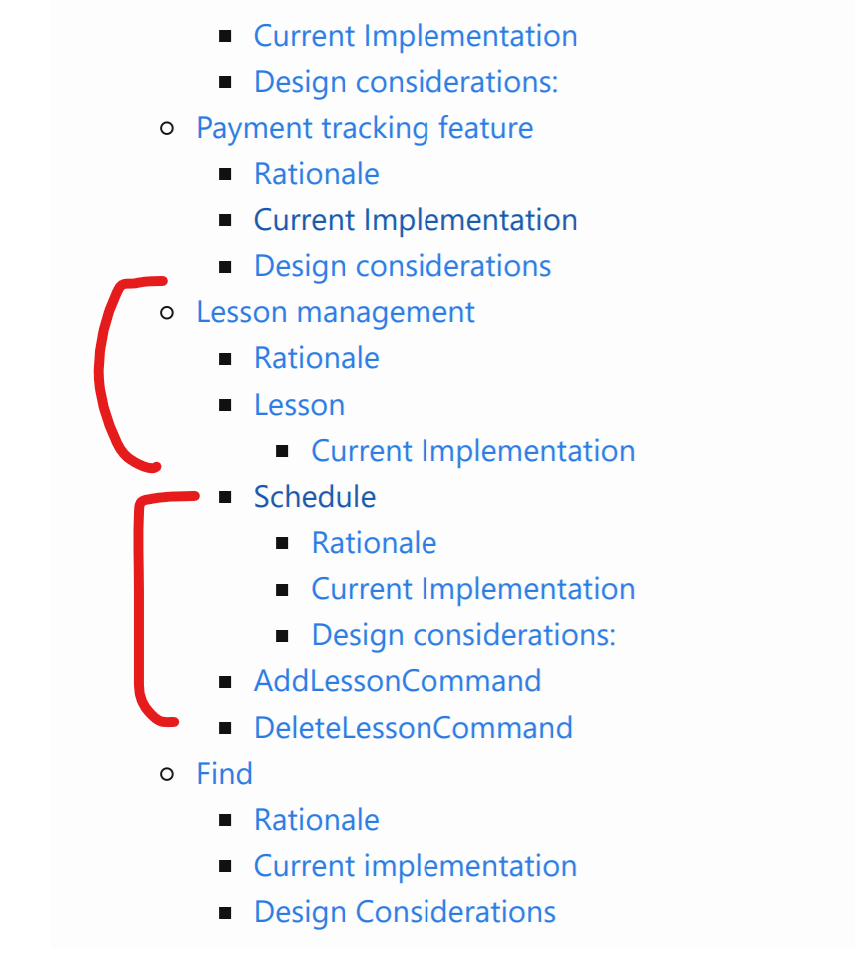 Current Implementation
Design considerations:
Payment tracking feature
Rationale
Current Implementation
Design considerations
Lesson management
Rationale
Lesson
Current Implementation
Schedule
Rationale
Current Implementation
Design considerations:
AddLessonCommand
DeleteLessonCommand
Find
Rationale
Current implementation
Design Considerations